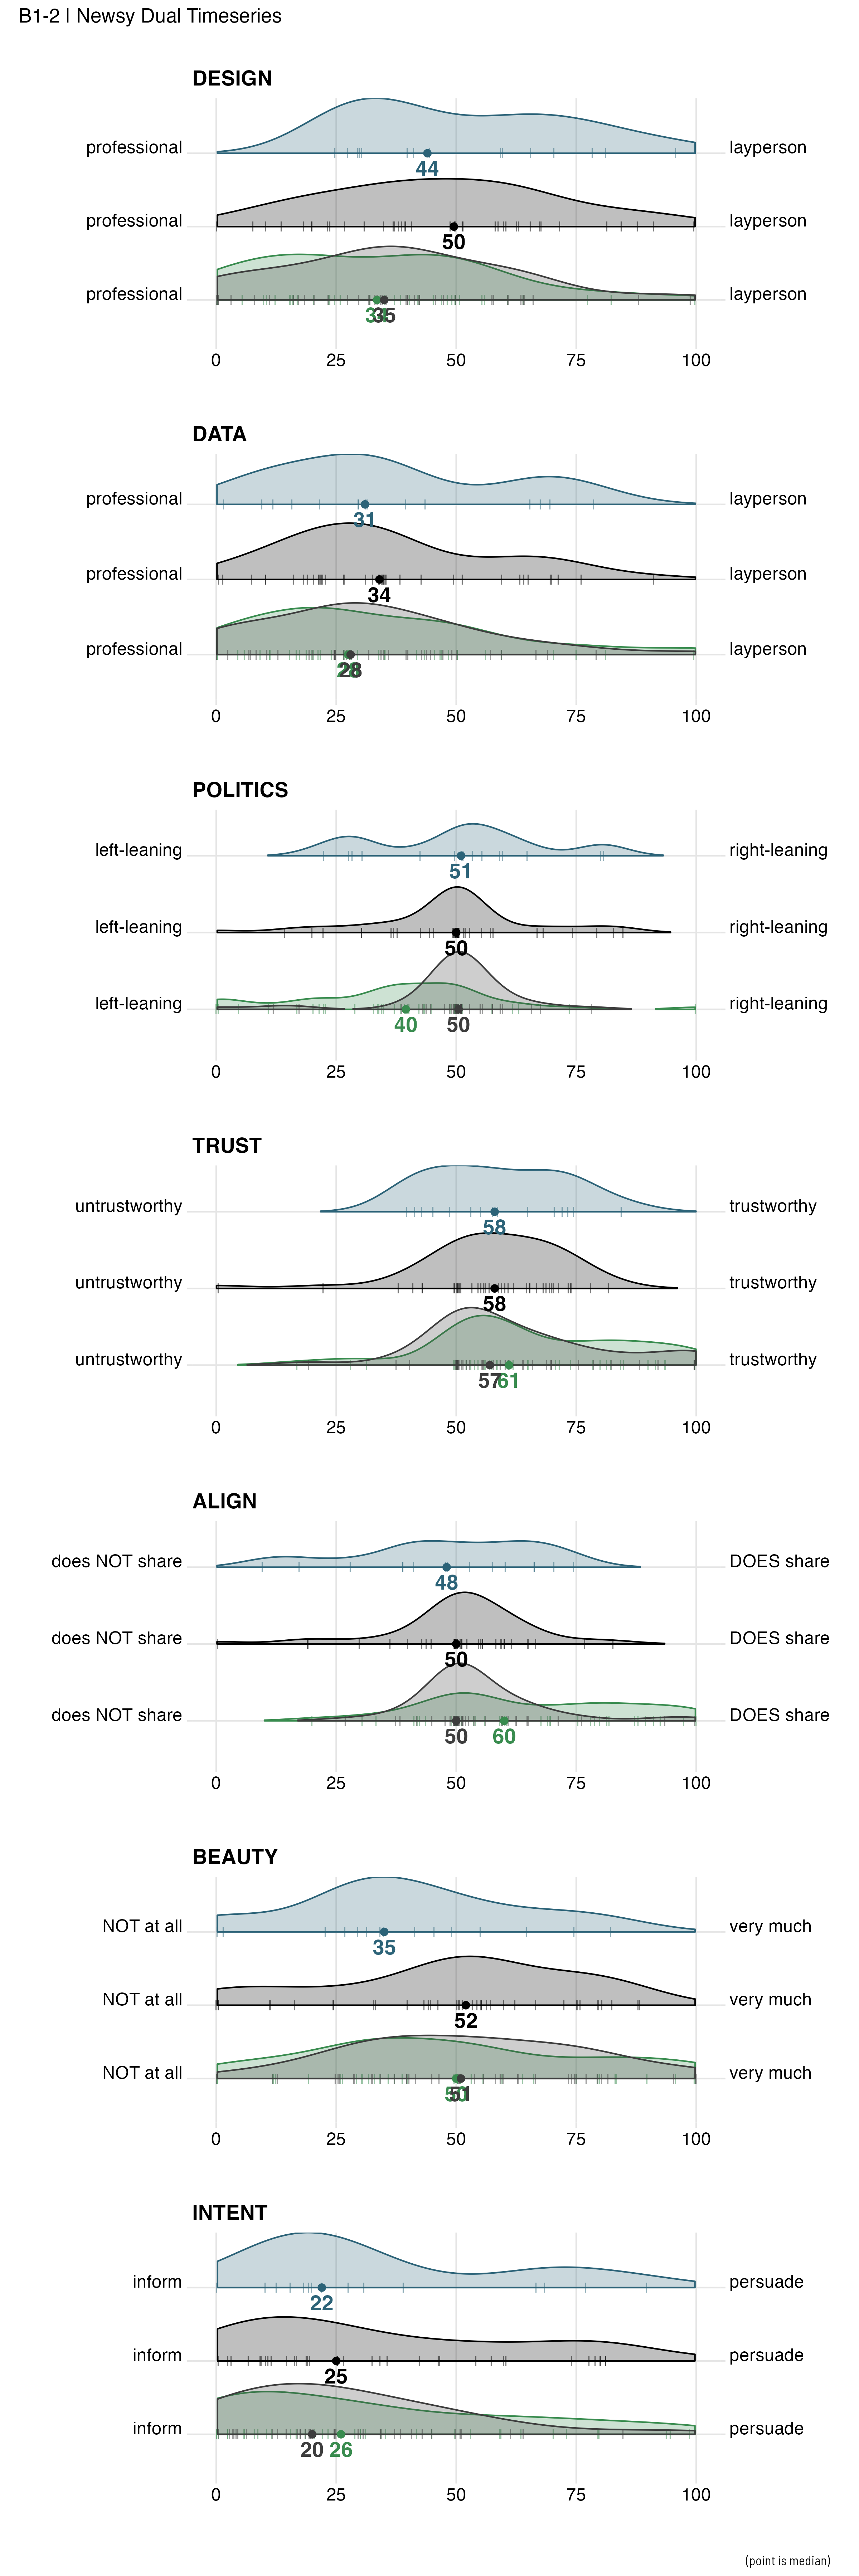 B1-2 | Newsy Dual Timeseries
DESIGN
professional layperson
44
professional layperson
50
professional layperson
35
0 25 50 75 100
DATA
professional layperson
31
professional layperson
34
professional layperson
28
0 25 50 75 100
POLITICS
left-leaning right-leaning
51
left-leaning right-leaning
50
left-leaning right-leaning
40 50
0 25 50 75 100
TRUST
untrustworthy trustworthy
58
untrustworthy trustworthy
58
untrustworthy trustworthy
57 61
0 25 50 75 100
ALIGN
does NOT share DOES share
48
does NOT share DOES share
50
does NOT share DOES share
50 60
0 25 50 75 100
BEAUTY
NOT at all very much
35
NOT at all very much
52
NOT at all very much
51
0 25 50 75 100
INTENT
inform persuade
22
inform persuade
25
inform persuade
20 26
0 25 50 75 100
(point is median)